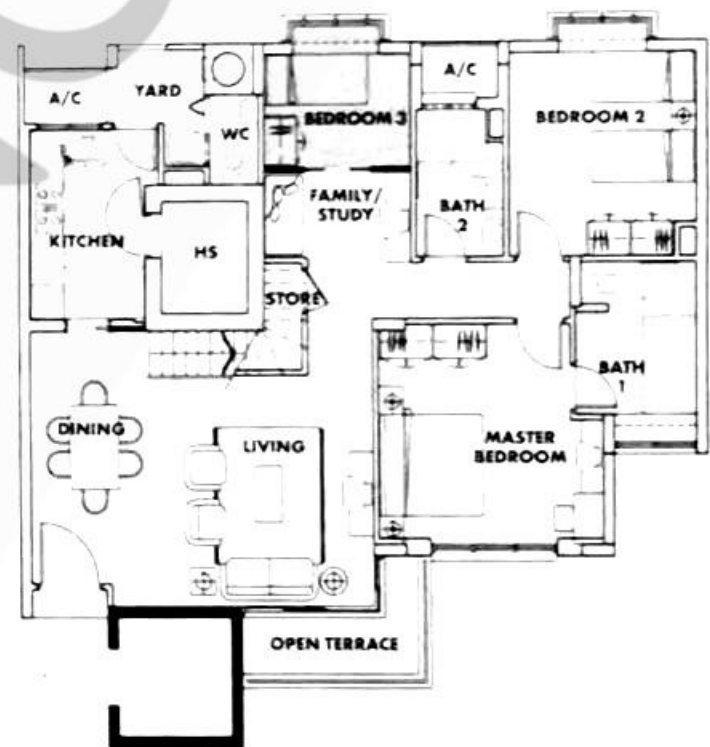 A/C
YARD
WC
BEDROOM 3
A/C
BEDROOM 2
FAMILY/
STUDY
BATH
2
KITCHEN
HS
STORE
BATH
1
DINING
LIVING
MASTER
BEDROOM
OPEN TERRACE